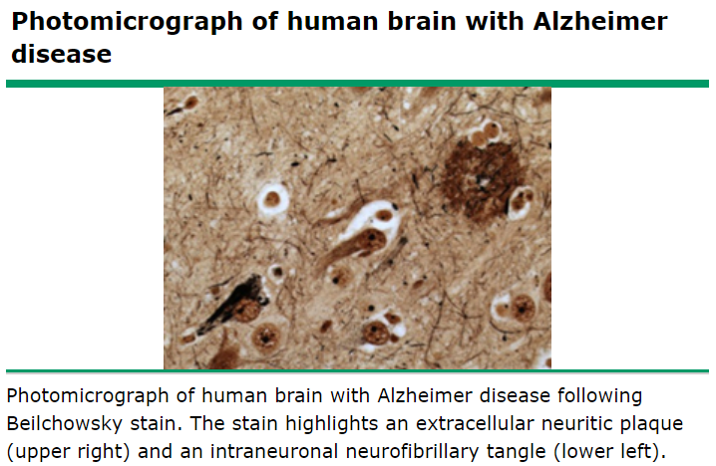 Photomicrograph of human brain with Alzheimer
disease
Photomicrograph of human brain with Alzheimer disease following
Beilchowsky stain. The stain highlights an extracellular neuritic plaque
(upper right) and an intraneuronal neurofibrillary tangle (lower left).